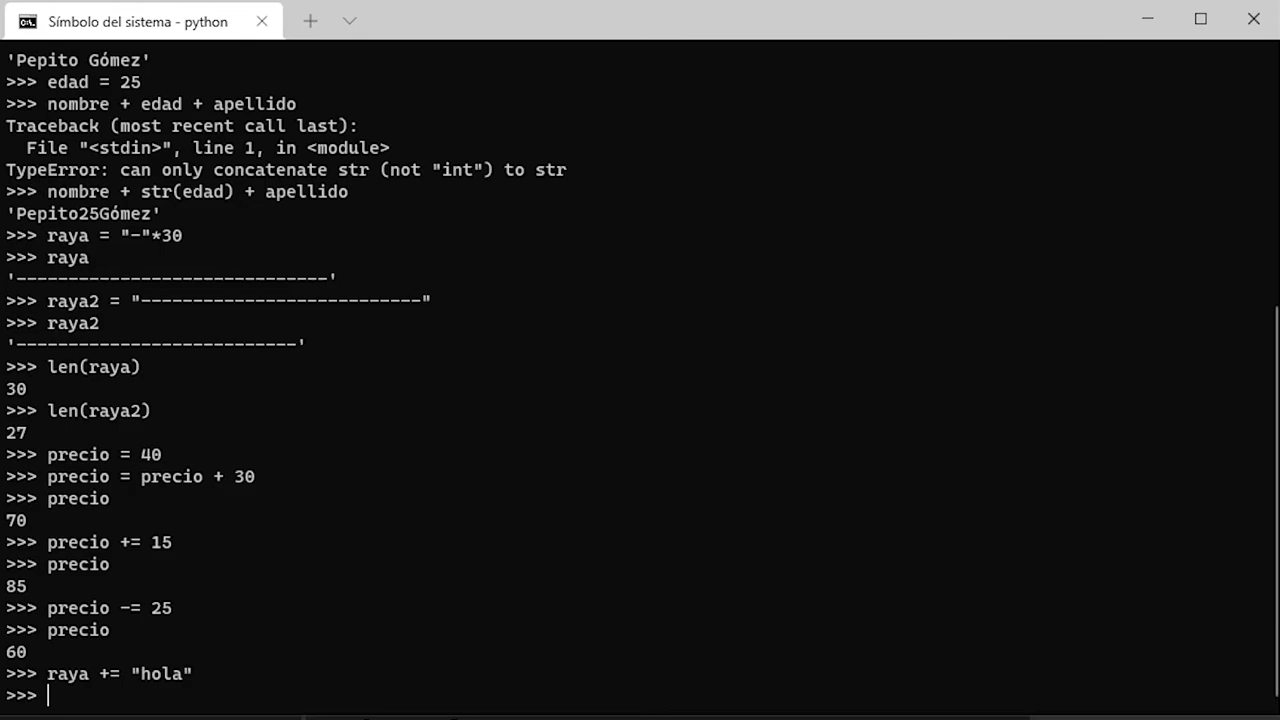 Símbolo del sistema - python
'Pepito Gómez'
>>> edad = 25
>>> nombre + edad + apellido
Traceback (most recent call last):
  File "<stdin>", line 1, in <module>
TypeError: can only concatenate str (not "int") to str
>>> nombre + str(edad) + apellido
'Pepito25Gómez'
>>> raya = "-"*30
>>> raya
'------------------------------'
>>> raya2 = "---------------------------"
>>> raya2
'---------------------------'
>>> len(raya)
30
>>> len(raya2)
27
>>> precio = 40
>>> precio = precio + 30
>>> precio
70
>>> precio += 15
>>> precio
85
>>> precio -= 25
>>> precio
60
>>> raya += "hola"
>>>